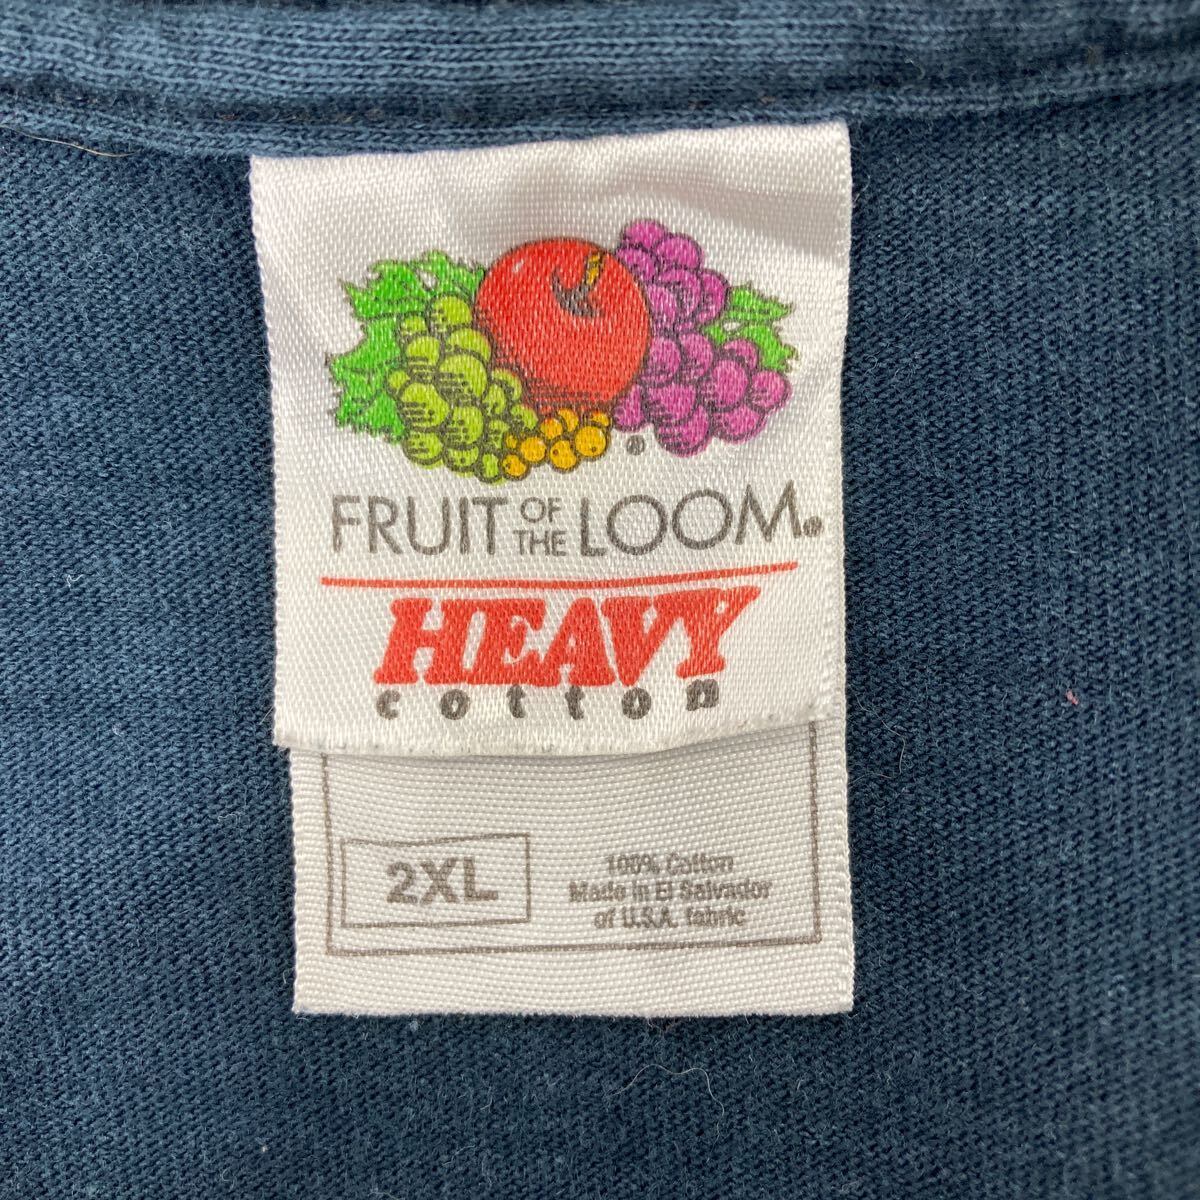 FRUIT OF THE LOOM®
HEAVY
cotton
2XL
100% Cotton
Made in El Salvador
of U.S.A. fabric